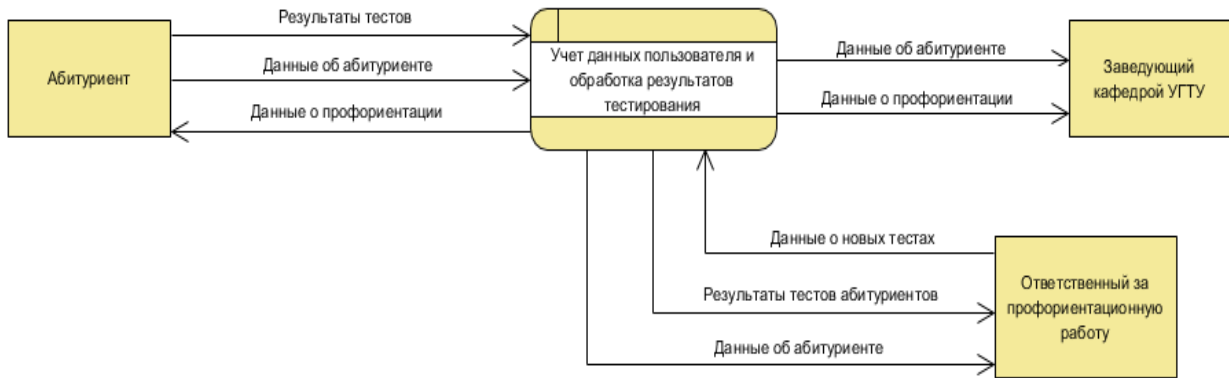 Результаты тестов
Данные об абитуриенте
Данные о профориентации
Абитуриент
Учет данных пользователя и
обработка результатов
тестирования
Данные об абитуриенте
Данные о профориентации
Заведующий
кафедрой УГТУ
Данные о новых тестах
Результаты тестов абитуриентов
Данные об абитуриенте
Ответственный за
профориентационную
работу